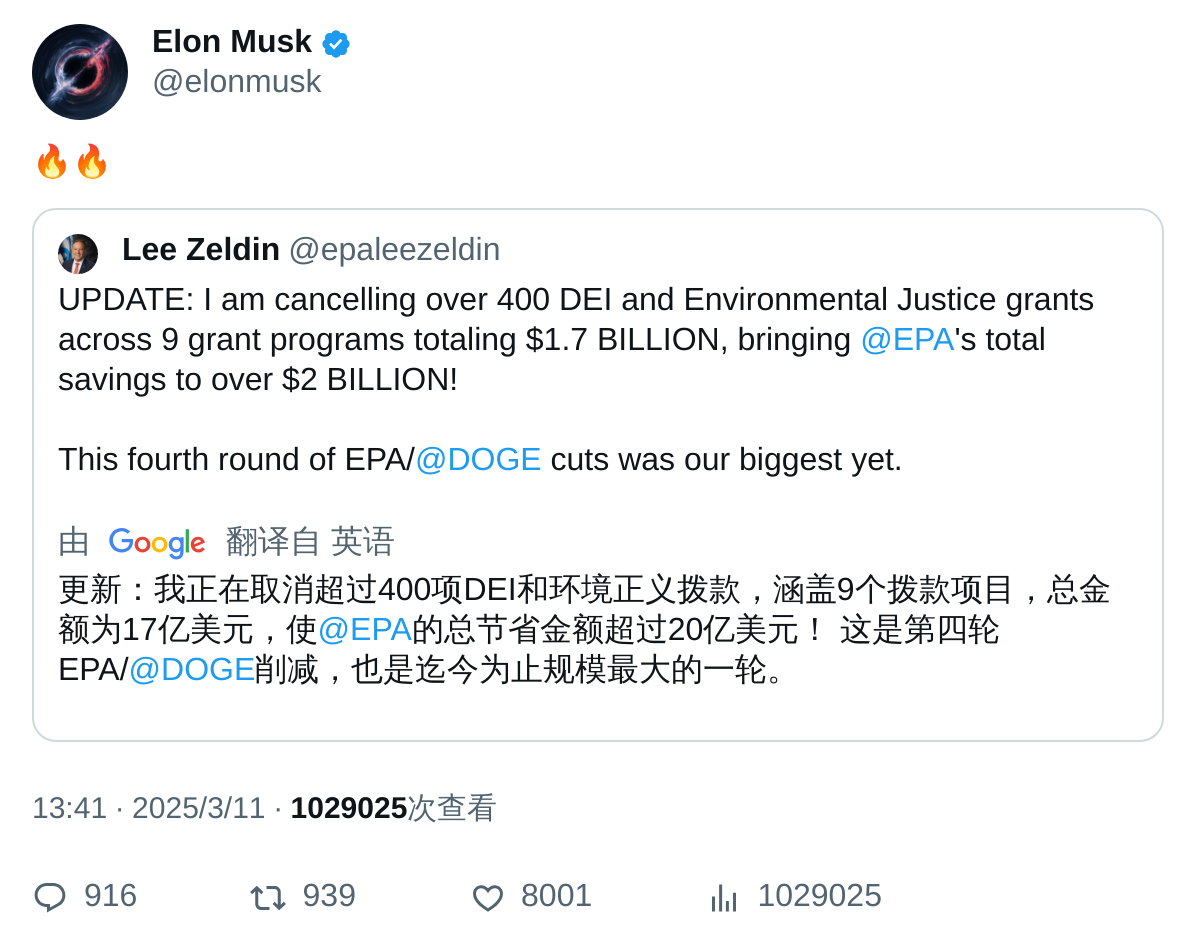 Elon Musk
@elonmusk
🔥🔥
Lee Zeldin @epaleezeldin
UPDATE: I am cancelling over 400 DEI and Environmental Justice grants
across 9 grant programs totaling $1.7 BILLION, bringing @EPA's total
savings to over $2 BILLION!
This fourth round of EPA/@DOGE cuts was our biggest yet.
由 Google 翻译自 英语
更新：我正在取消超过400项DEI和环境正义拨款，涵盖9个拨款项目，总金
额为17亿美元，使@EPA的总节省金额超过20亿美元！ 这是第四轮
EPA/@DOGE削减，也是迄今为止规模最大的一轮。
13:41 · 2025/3/11 · 1029025次查看
916 939 8001 1029025